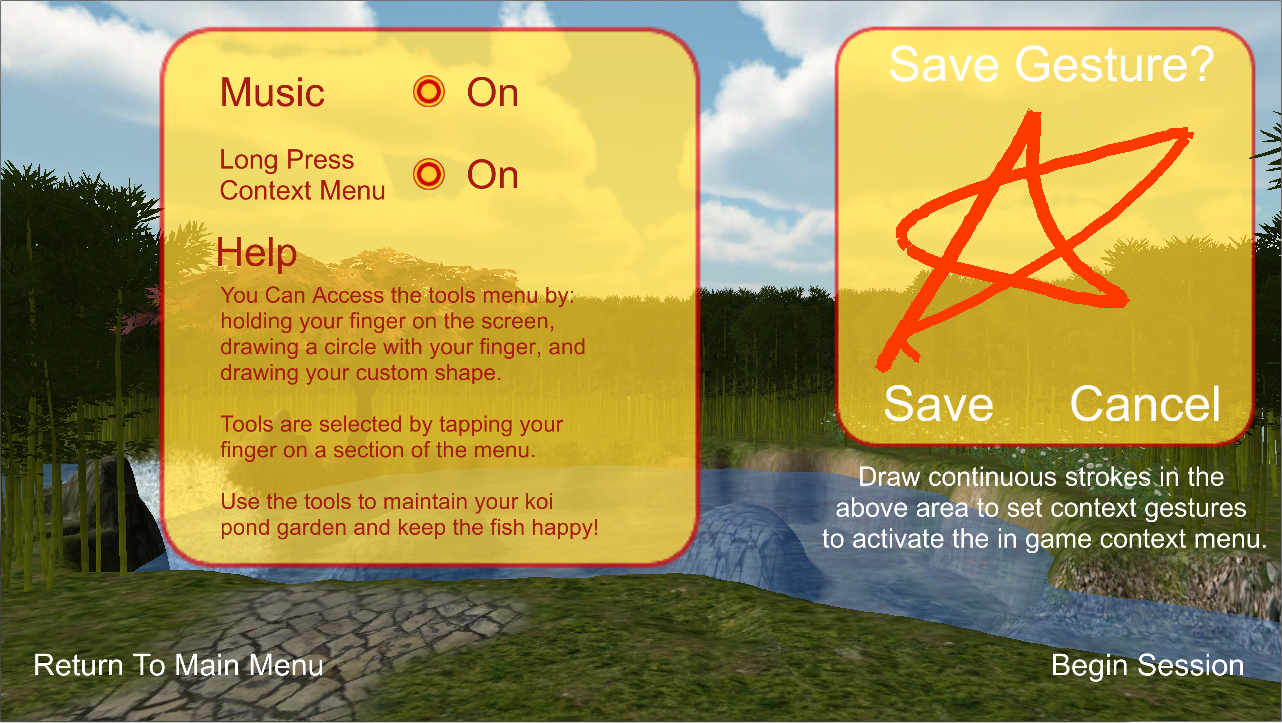 Music On
Long Press
Context Menu On
Help
You Can Access the tools menu by:
holding your finger on the screen,
drawing a circle with your finger, and
drawing your custom shape.
Tools are selected by tapping your
finger on a section of the menu.
Use the tools to maintain your koi
pond garden and keep the fish happy!
Save Gesture?
Save Cancel
Draw continuous strokes in the
above area to set context gestures
to activate the in game context menu.
Return To Main Menu
Begin Session